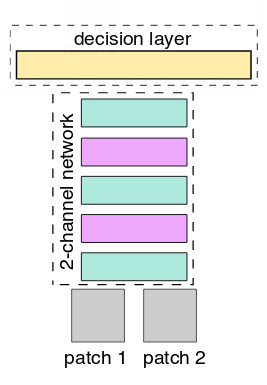 decision layer
2-channel network
patch 1
patch 2